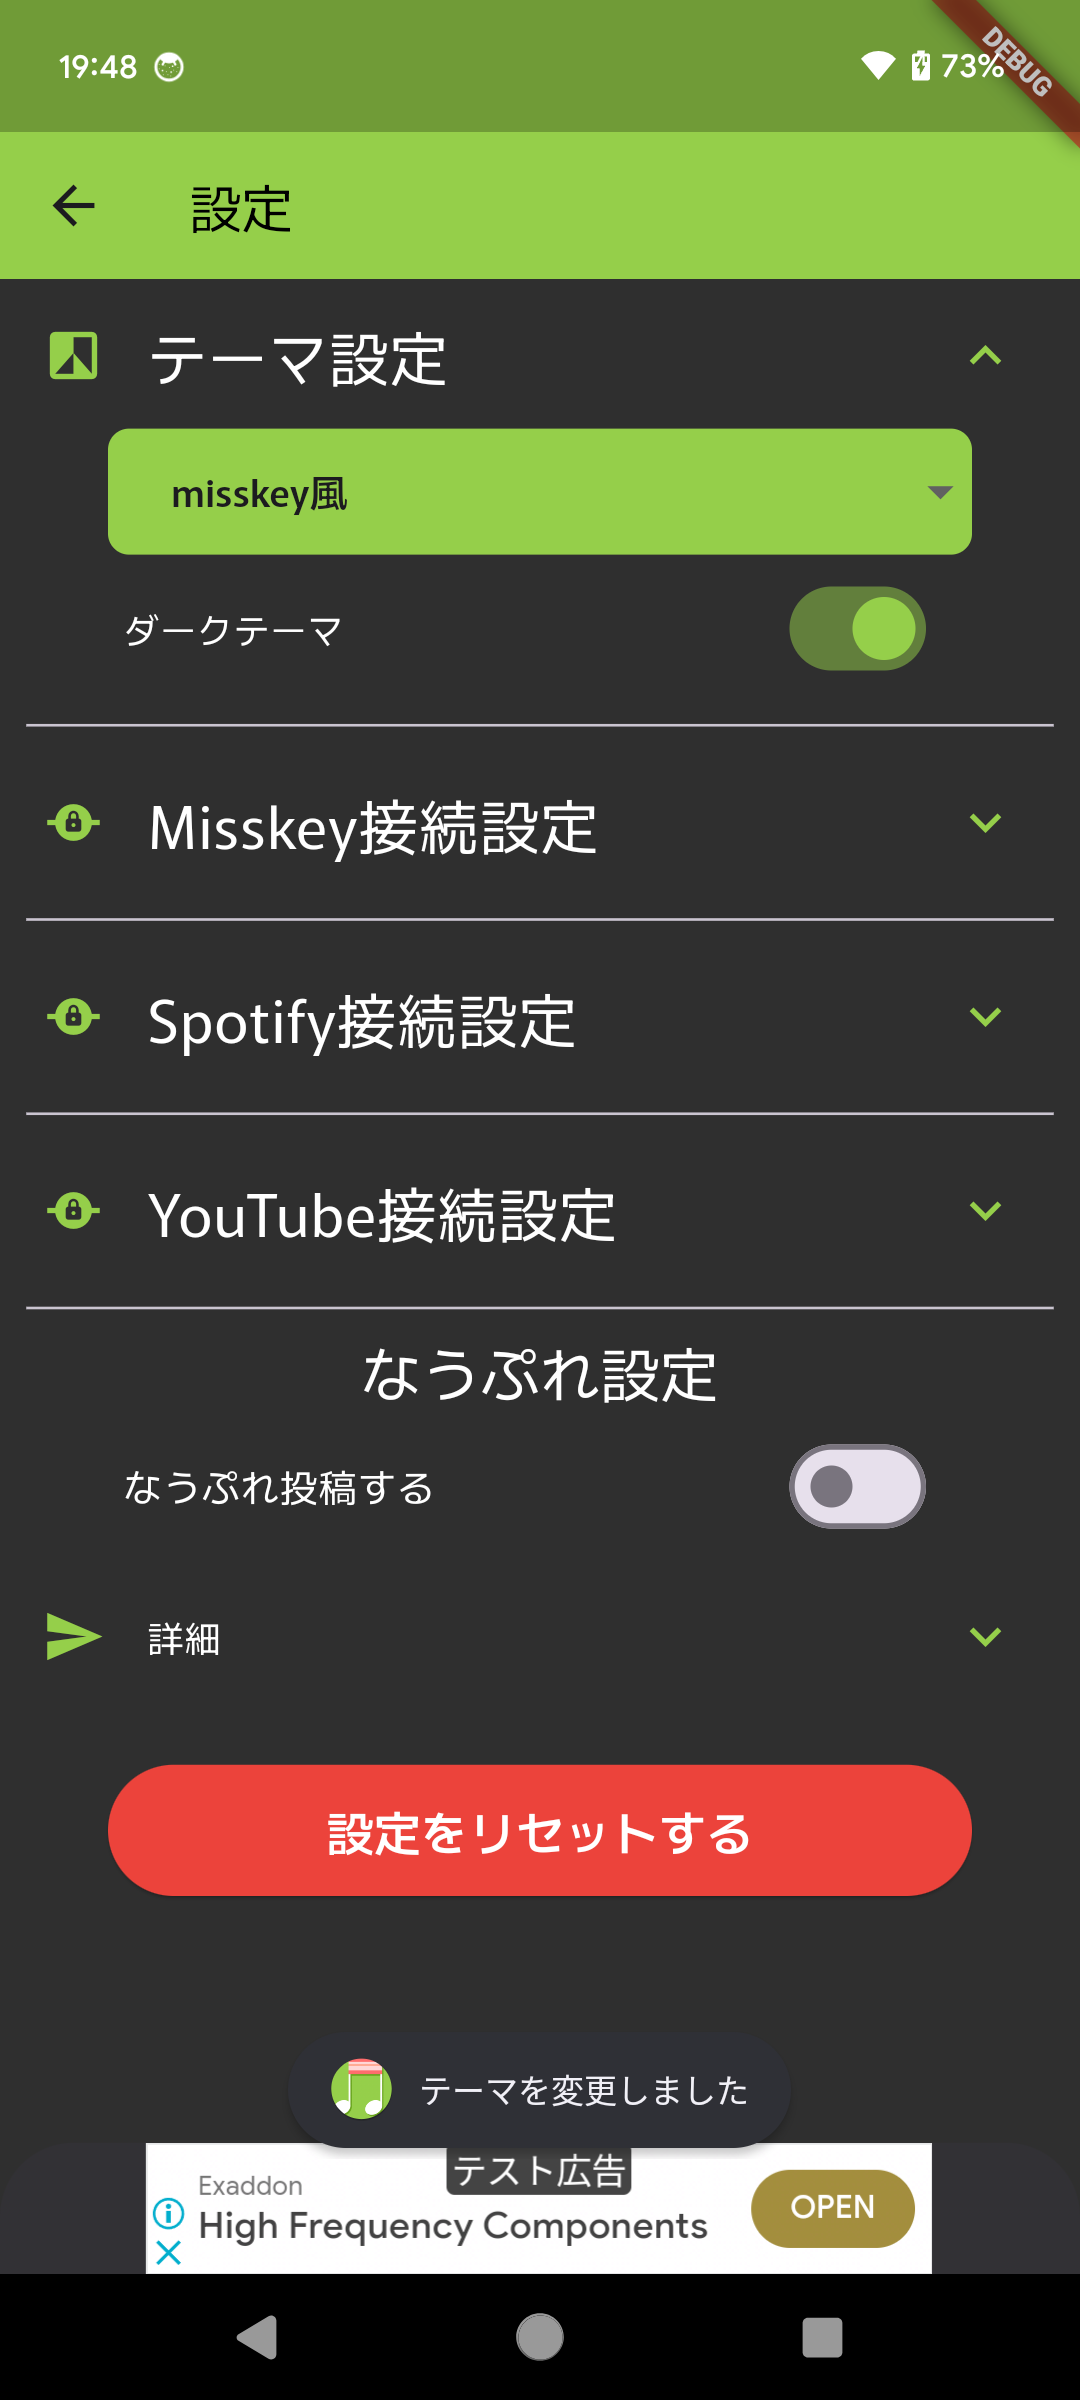 19:48
73%
DEBUG
設定
テーマ設定
misskey風
ダークテーマ
Misskey接続設定
Spotify接続設定
YouTube接続設定
なうぷれ設定
なうぷれ投稿する
詳細
設定をリセットする
テーマを変更しました
テスト広告
Exaddon
High Frequency Components
OPEN